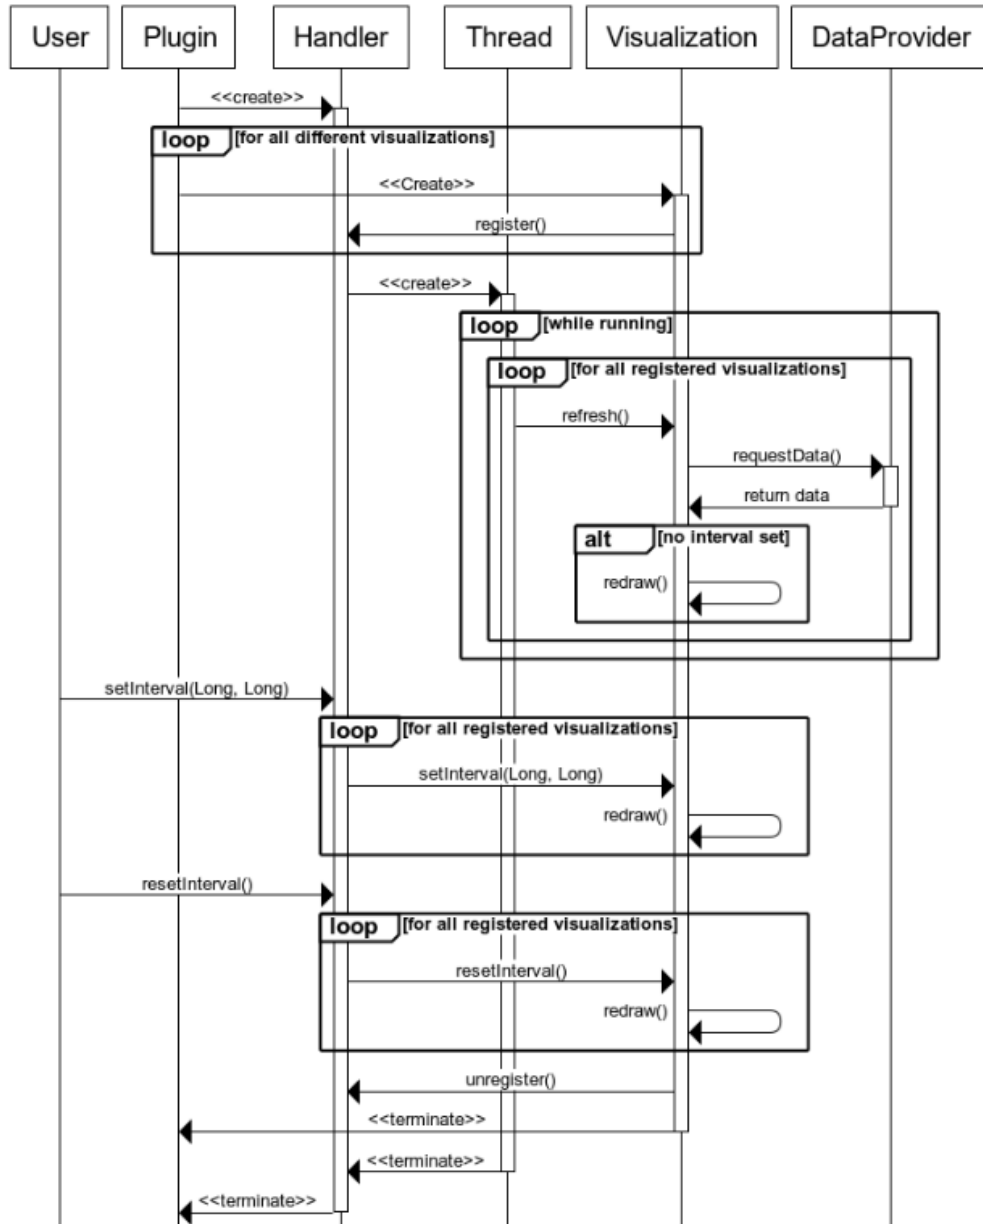 User
Plugin
Handler
Thread
Visualization
DataProvider
<<create>>
loop
[for all different visualizations]
<<Create>>
register()
<<create>>
loop
[while running]
loop
[for all registered visualizations]
refresh()
requestData()
return data
alt
[no interval set]
redraw()
setInterval(Long, Long)
loop
[for all registered visualizations]
setInterval(Long, Long)
redraw()
resetInterval()
loop
[for all registered visualizations]
resetInterval()
redraw()
unregister()
<<terminate>>
<<terminate>>
<<terminate>>